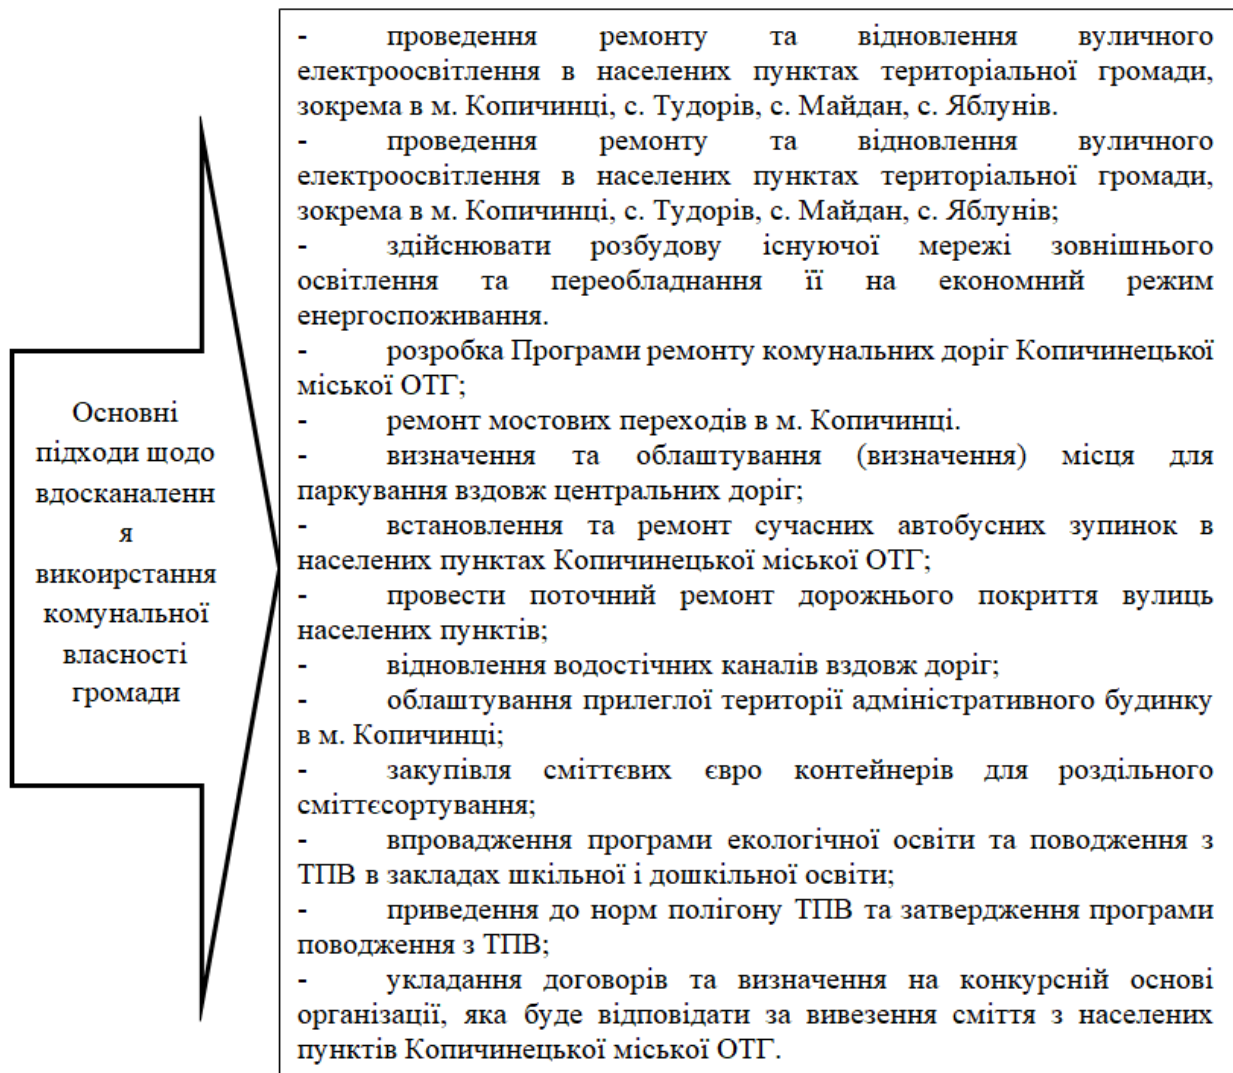 Основні
підходи щодо
вдосканаленн
я
викоирстання
комунальної
власності
громади
- проведення ремонту та відновлення вуличного
електроосвітлення в населених пунктах територіальної громади,
зокрема в м. Копичинці, с. Тудорів, с. Майдан, с. Яблунів.
- проведення ремонту та відновлення вуличного
електроосвітлення в населених пунктах територіальної громади,
зокрема в м. Копичинці, с. Тудорів, с. Майдан, с. Яблунів;
- здійснювати розбудову існуючої мережі зовнішнього
освітлення та переобладнання її на економний режим
енергоспоживання.
- розробка Програми ремонту комунальних доріг Копичинецької
міської ОТГ;
- ремонт мостових переходів в м. Копичинці.
- визначення та облаштування (визначення) місця для
паркування вздовж центральних доріг;
- встановлення та ремонт сучасних автобусних зупинок в
населених пунктах Копичинецької міської ОТГ;
- провести поточний ремонт дорожнього покриття вулиць
населених пунктів;
- відновлення водостічних каналів вздовж доріг;
- облаштування прилеглої території адміністративного будинку
в м. Копичинці;
- закупівля сміттєвих євро контейнерів для роздільного
сміттєсортування;
- впровадження програми екологічної освіти та поводження з
ТПВ в закладах шкільної і дошкільної освіти;
- приведення до норм полігону ТПВ та затвердження програми
поводження з ТПВ;
- укладання договорів та визначення на конкурсній основі
організації, яка буде відповідати за вивезення сміття з населених
пунктів Копичинецької міської ОТГ.